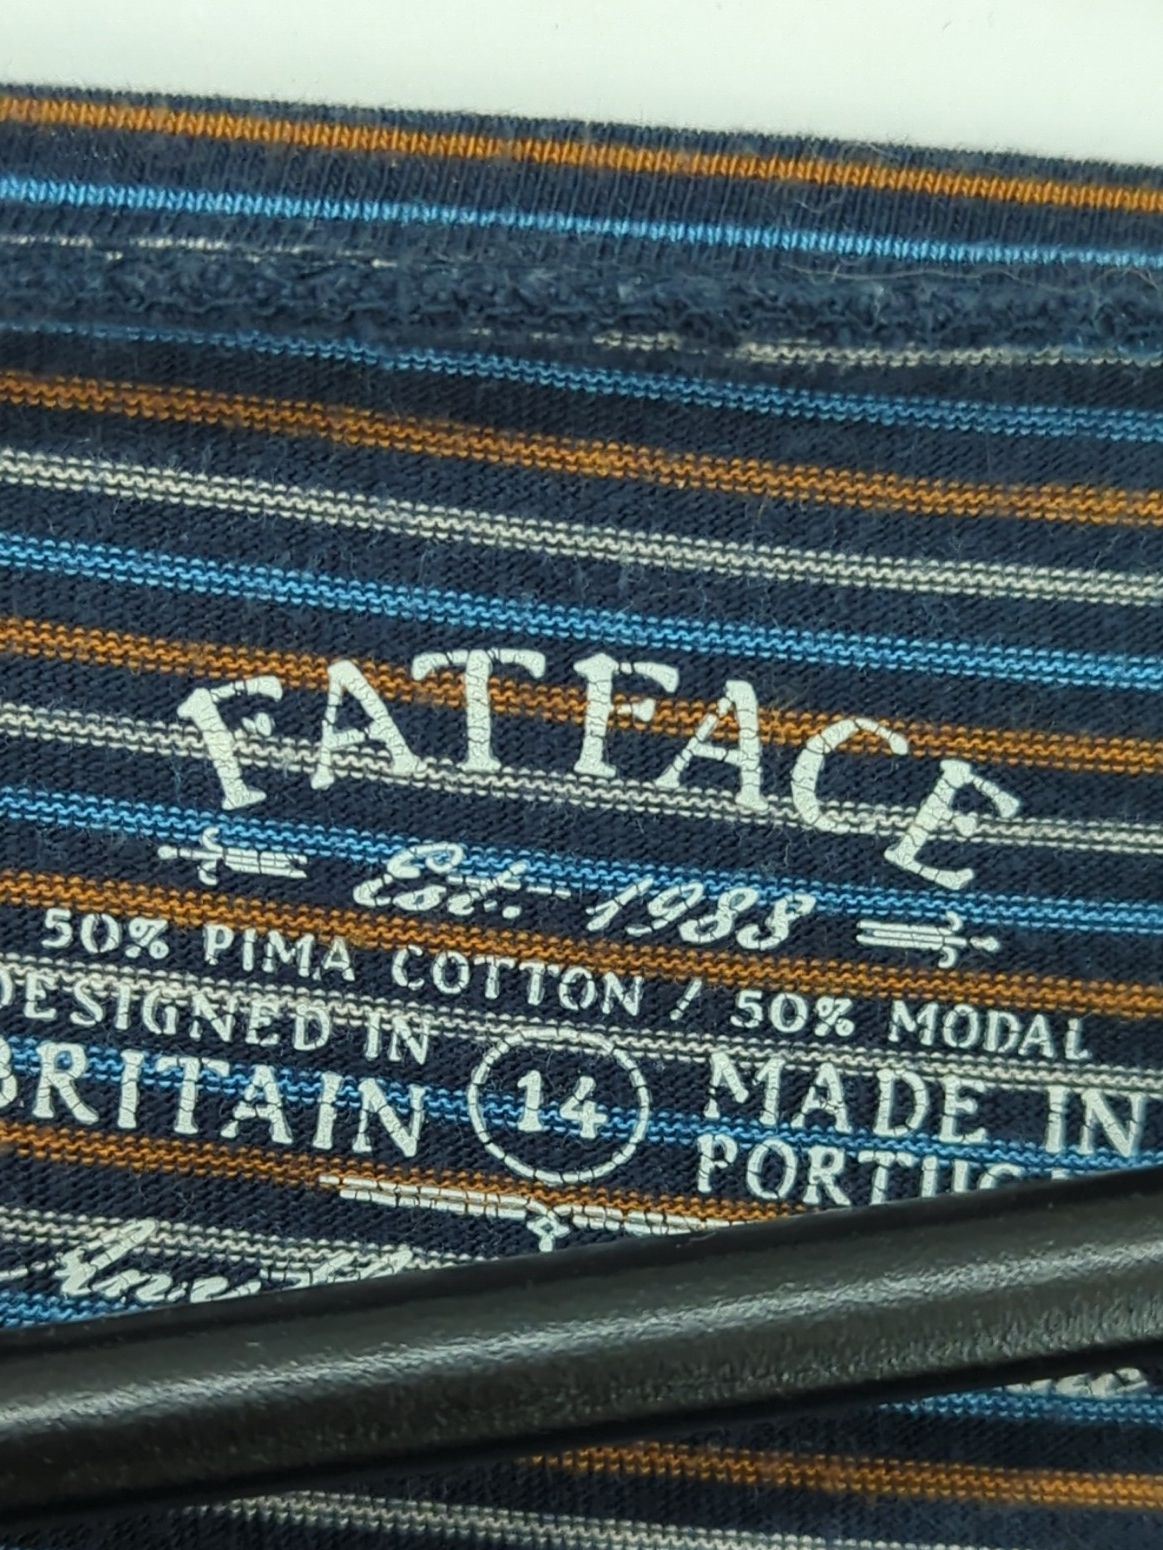 FATFACE
Est. - 1988
50% PIMA COTTON / 50% MODAL
DESIGNED IN
BRITAIN
14
MADE IN